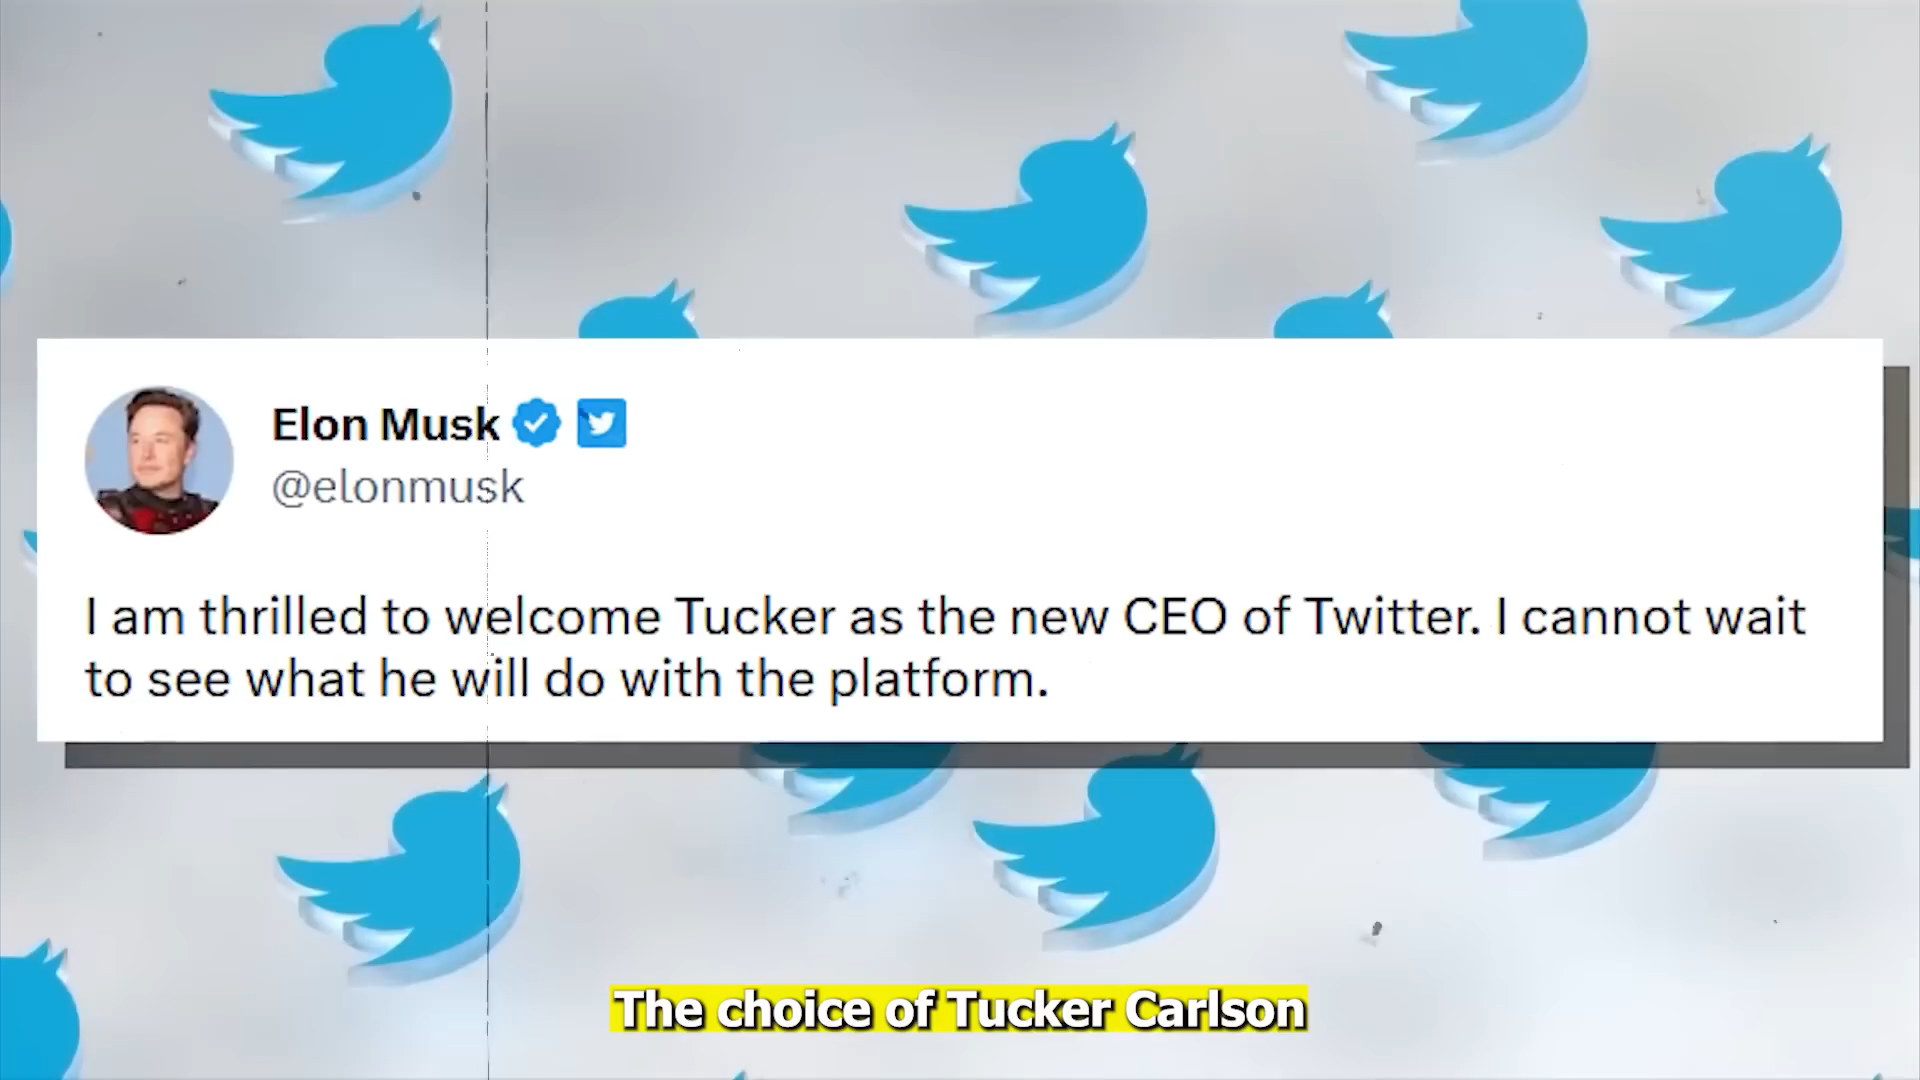 Elon Musk
@elonmusk
I am thrilled to welcome Tucker as the new CEO of Twitter. I cannot wait
to see what he will do with the platform.
The choice of Tucker Carlson